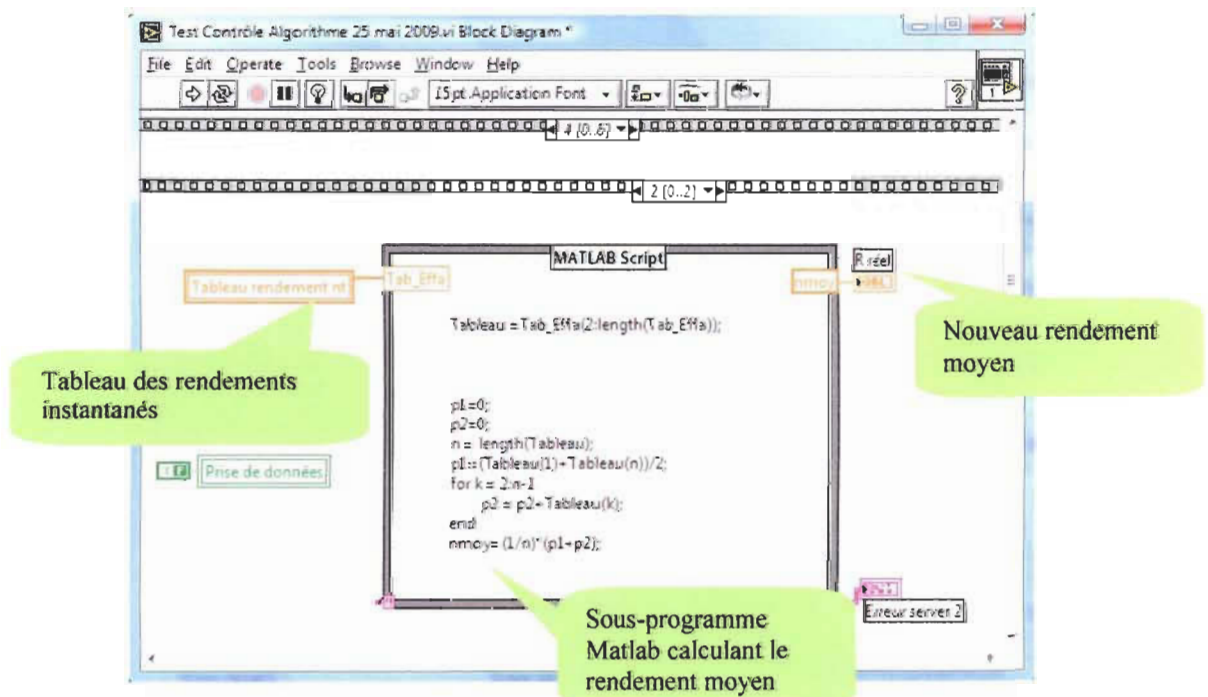 Test Contrôle Algorithme 25 mai 2009.vi Block Diagram *
File Edit Operate Tools Browse Window Help
15pt Application Font
1
4 [0..6]
2 [0..2]
MATLAB Script
R réel
Tableau rendement nt
Tab_Effa
nmoy
Tableau = Tab_Effa(2:length(Tab_Effa));
Nouveau rendement
moyen
Tableau des rendements
instantanés
p1=0;
p2=0;
n = length(Tableau);
p1=(Tableau(1)+Tableau(n))/2;
for k = 2:n-1
p2 = p2+Tableau(k);
end
nmoy= (1/n)*(p1+p2);
Prise de données
Erreur server 2
Sous-programme
Matlab calculant le
rendement moyen